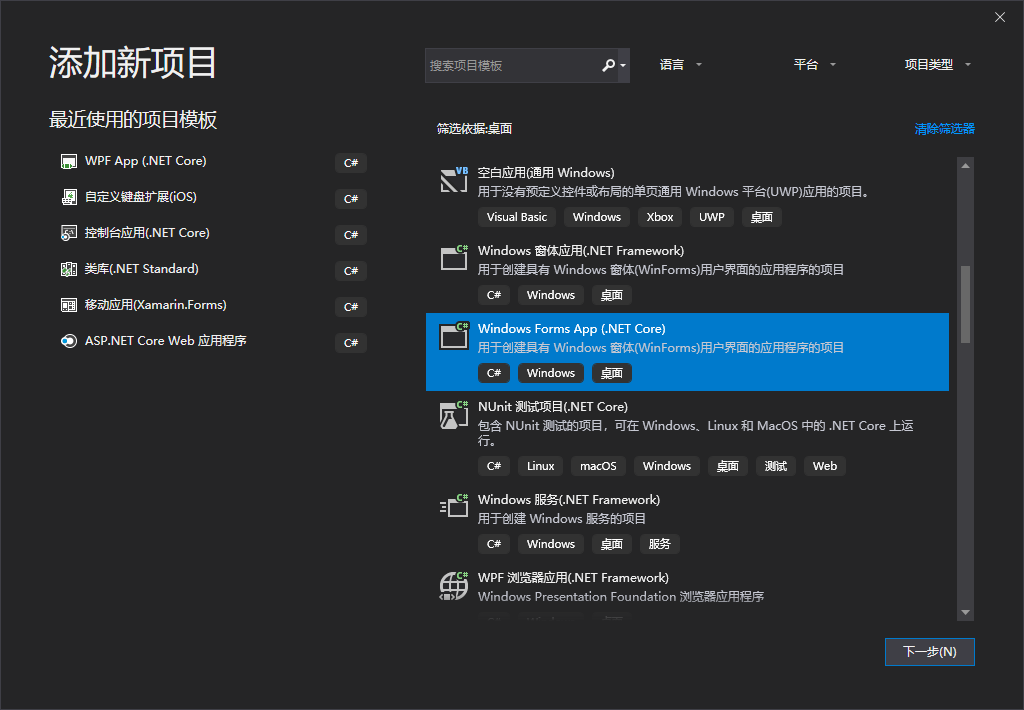 添加新项目
最近使用的项目模板
WPF App (.NET Core)
C#
自定义键盘扩展(iOS)
C#
控制台应用(.NET Core)
C#
类库(.NET Standard)
C#
移动应用(Xamarin.Forms)
C#
ASP.NET Core Web 应用程序
C#
搜索项目模板
语言
平台
项目类型
筛选依据:桌面
清除筛选器
VB
空白应用(通用 Windows)
用于没有预定义控件或布局的单页通用 Windows 平台(UWP)应用的项目。
Visual Basic Windows Xbox UWP 桌面
C#
Windows 窗体应用(.NET Framework)
用于创建具有 Windows 窗体(WinForms)用户界面的应用程序的项目
C# Windows 桌面
C#
Windows Forms App (.NET Core)
用于创建具有 Windows 窗体(WinForms)用户界面的应用程序的项目
C# Windows 桌面
C#
NUnit 测试项目(.NET Core)
包含 NUnit 测试的项目，可在 Windows、Linux 和 MacOS 中的 .NET Core 上运
行。
C# Linux macOS Windows 桌面 测试 Web
C#
Windows 服务(.NET Framework)
用于创建 Windows 服务的项目
C# Windows 桌面 服务
C#
WPF 浏览器应用(.NET Framework)
Windows Presentation Foundation 浏览器应用程序
下一步(N)